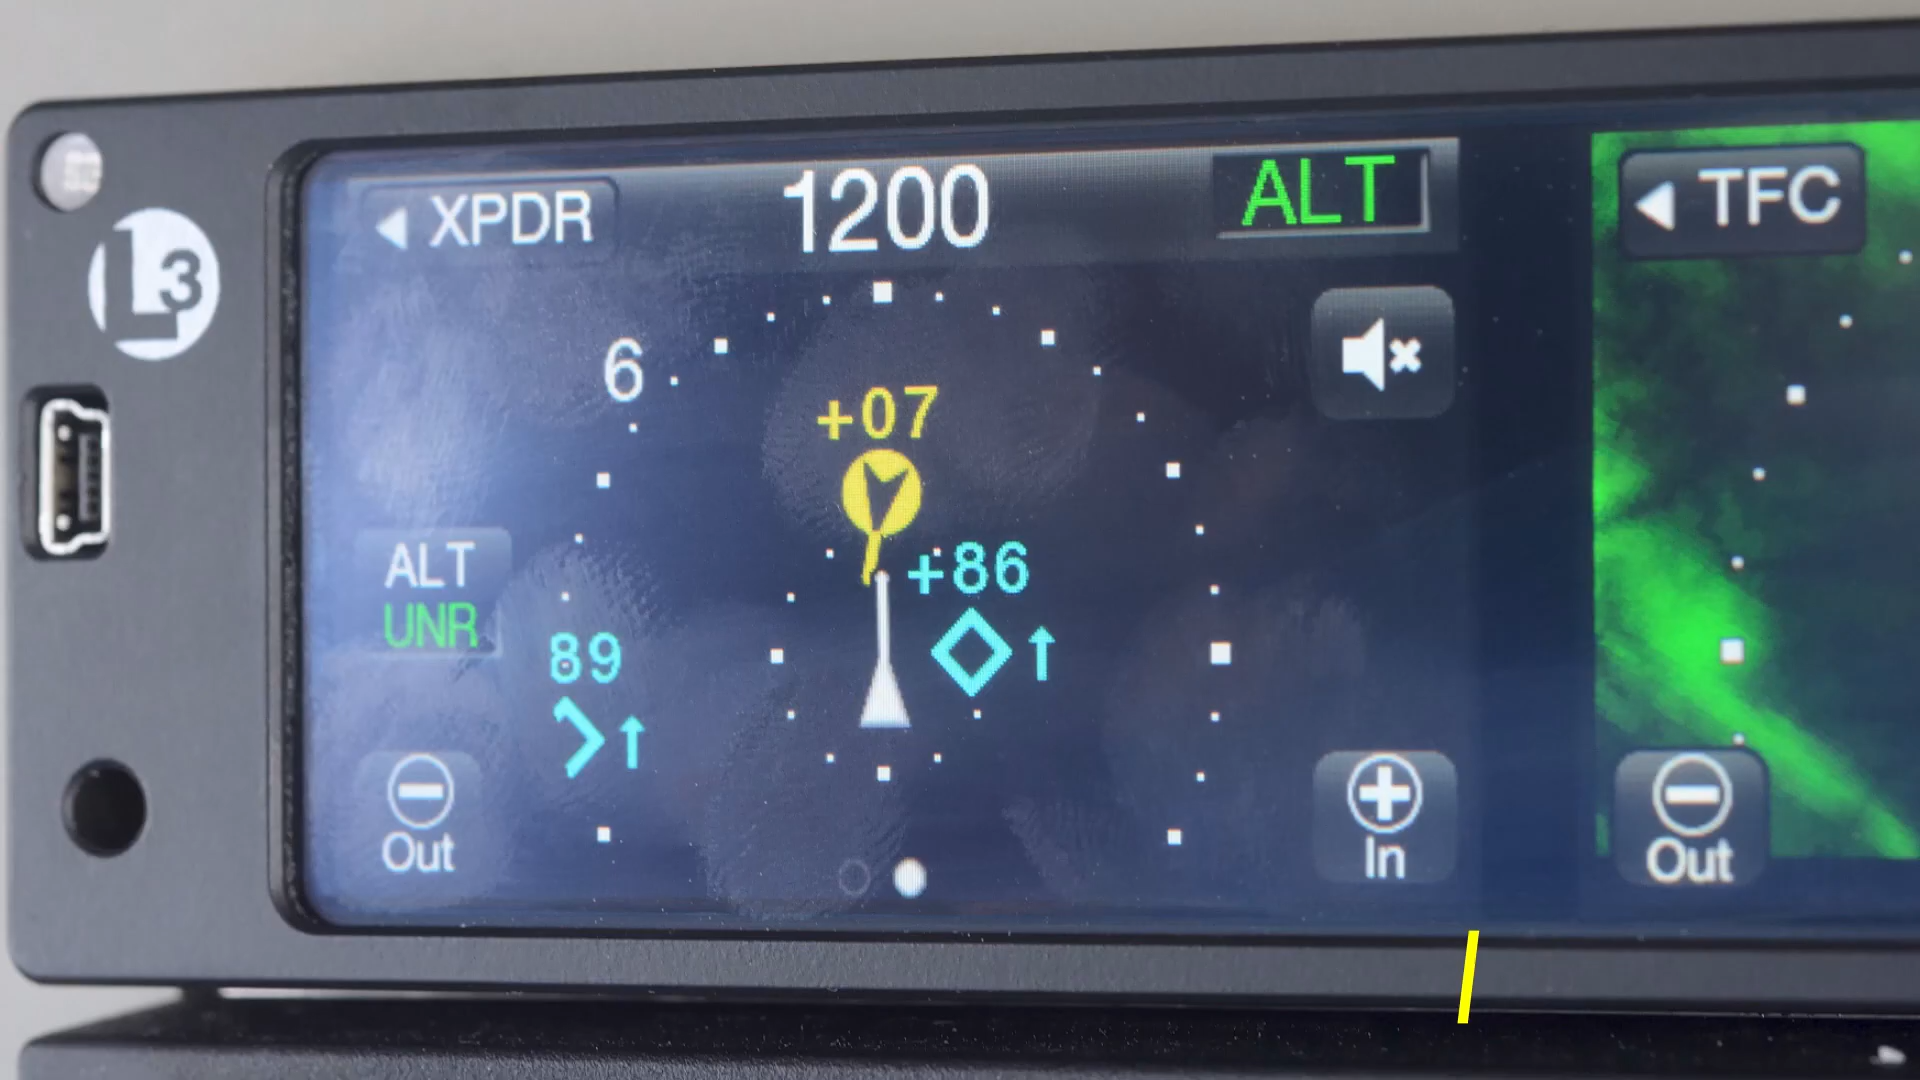 L3
XPDR
1200
ALT
TFC
6
+07
+86
ALT
UNR
89
Out
In
Out